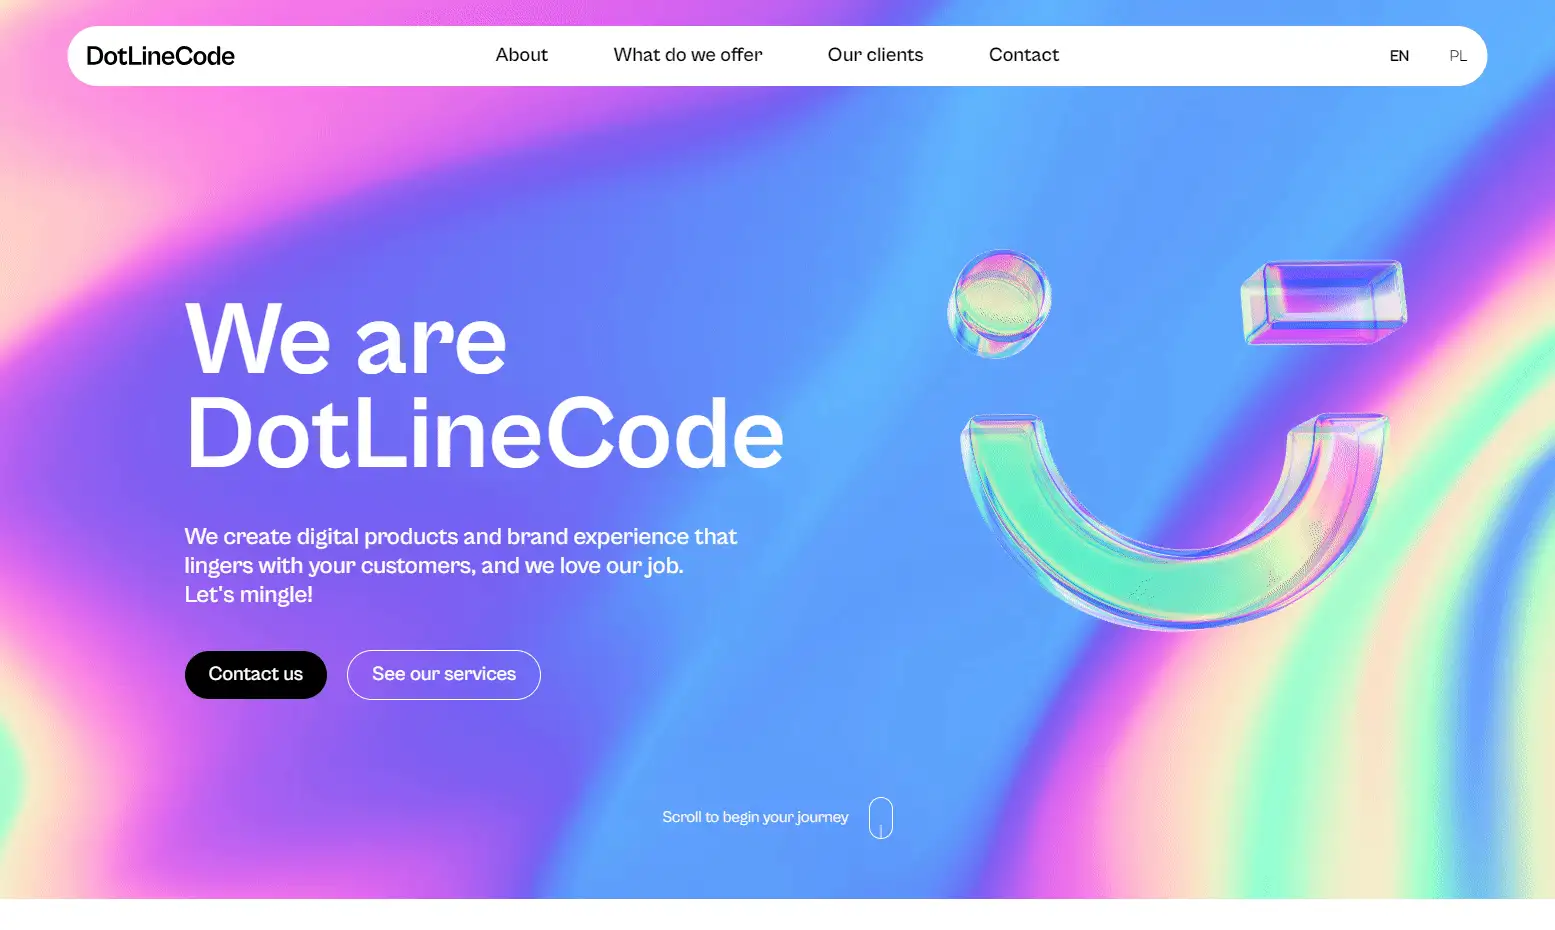 DotLineCode
About
What do we offer
Our clients
Contact
EN
PL
We are
DotLineCode
We create digital products and brand experience that
lingers with your customers, and we love our job.
Let's mingle!
Contact us
See our services
Scroll to begin your journey